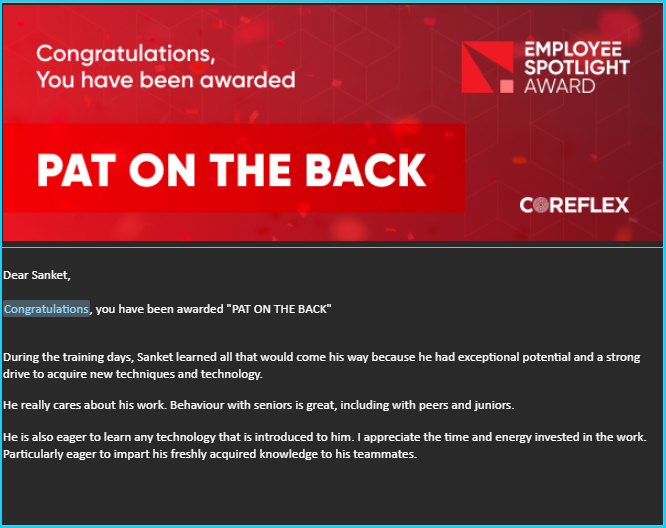 Congratulations,
You have been awarded
EMPLOYEE
SPOTLIGHT
AWARD
PAT ON THE BACK
COREFLEX
Dear Sanket,
Congratulations, you have been awarded "PAT ON THE BACK"
During the training days, Sanket learned all that would come his way because he had exceptional potential and a strong
drive to acquire new techniques and technology.
He really cares about his work. Behaviour with seniors is great, including with peers and juniors.
He is also eager to learn any technology that is introduced to him. I appreciate the time and energy invested in the work.
Particularly eager to impart his freshly acquired knowledge to his teammates.